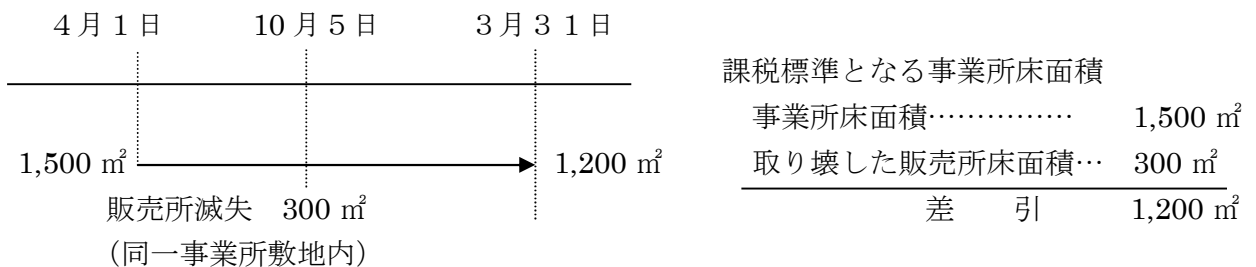 4月1日　10月5日　3月31日
1,500 ㎡　1,200 ㎡
販売所滅失　300 ㎡
（同一事業所敷地内）
課税標準となる事業所床面積
事業所床面積……………　1,500 ㎡
取り壊した販売所床面積…　300 ㎡
差　引　1,200 ㎡